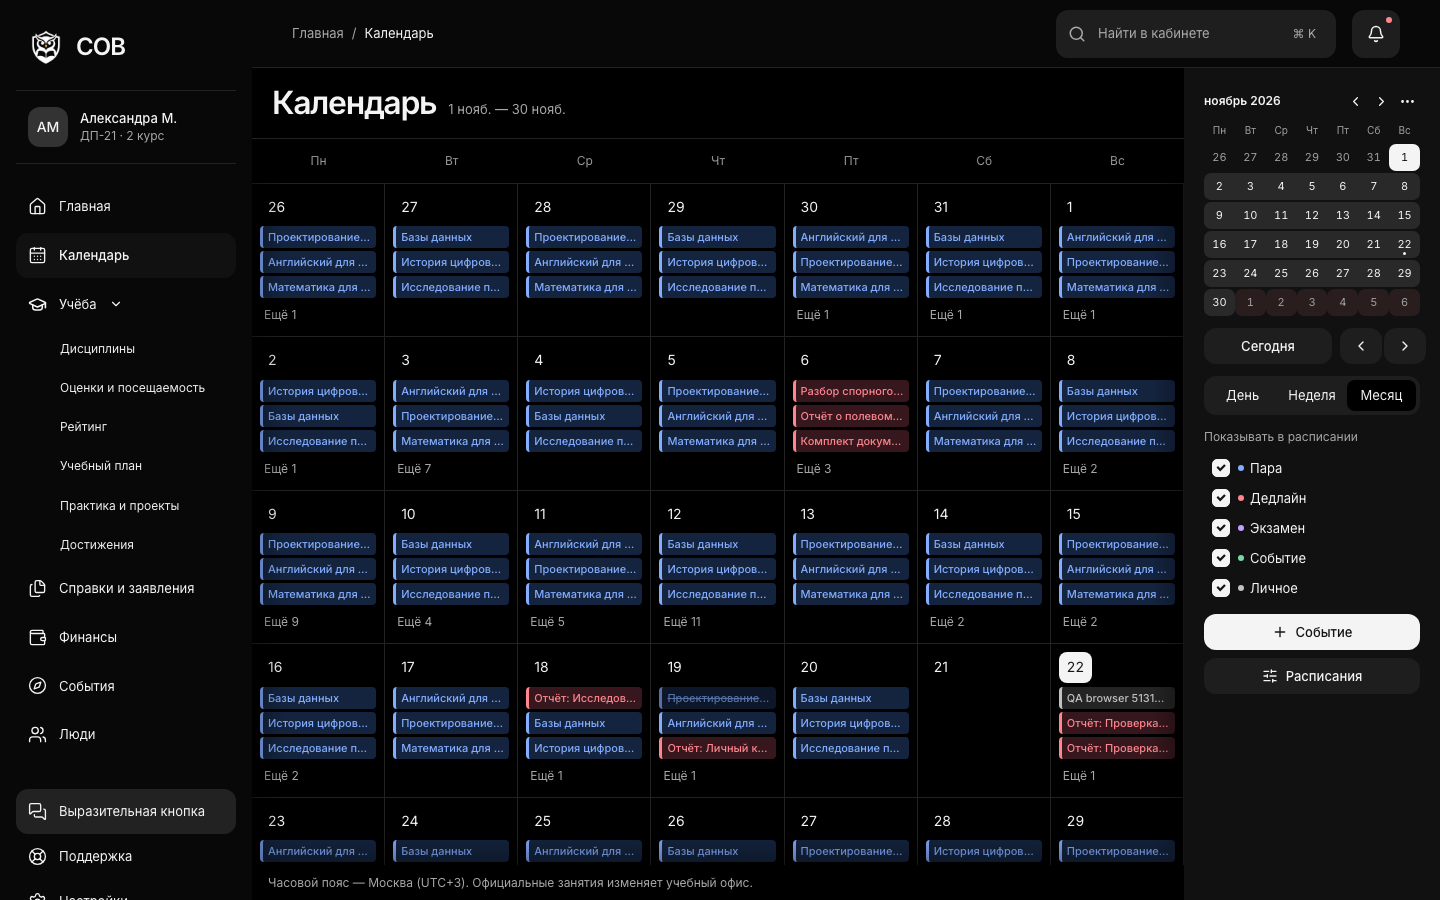 СОВ
Главная / Календарь
Найти в кабинете
⌘ K
АМ
Александра М.
ДП-21 · 2 курс
Главная
Календарь
Учёба
Дисциплины
Оценки и посещаемость
Рейтинг
Учебный план
Практика и проекты
Достижения
Справки и заявления
Финансы
События
Люди
Выразительная кнопка
Поддержка
Настройки
Календарь 1 нояб. — 30 нояб.
Пн Вт Ср Чт Пт Сб Вс
26 27 28 29 30 31 1
Проектирование... Базы данных Проектирование... Базы данных Английский для ... Базы данных Английский для ...
Английский для ... История цифров... Английский для ... История цифров... Проектирование... История цифров... Проектирование...
Математика для ... Исследование п... Математика для ... Исследование п... Математика для ... Исследование п... Математика для ...
Ещё 1 Ещё 1 Ещё 1 Ещё 1
2 3 4 5 6 7 8
История цифров... Английский для ... История цифров... Проектирование... Разбор спорного... Проектирование... Базы данных
Базы данных Проектирование... Базы данных Английский для ... Отчёт о полевом... Английский для ... История цифров...
Исследование п... Математика для ... Исследование п... Математика для ... Комплект докум... Математика для ... Исследование п...
Ещё 1 Ещё 7 Ещё 3 Ещё 2
9 10 11 12 13 14 15
Проектирование... Базы данных Английский для ... Базы данных Проектирование... Базы данных Проектирование...
Английский для ... История цифров... Проектирование... История цифров... Английский для ... История цифров... Английский для ...
Математика для ... Исследование п... Математика для ... Исследование п... Математика для ... Исследование п... Математика для ...
Ещё 9 Ещё 4 Ещё 5 Ещё 11 Ещё 2 Ещё 2
16 17 18 19 20 21 22
Базы данных Английский для ... Отчёт: Исследов... Проектирование... Базы данных QA browser 5131...
История цифров... Проектирование... Базы данных Английский для ... История цифров... Отчёт: Проверка...
Исследование п... Математика для ... История цифров... Отчёт: Личный к... Исследование п... Отчёт: Проверка...
Ещё 2 Ещё 1 Ещё 1 Ещё 1
23 24 25 26 27 28 29
Английский для ... Базы данных Английский для ... Базы данных Проектирование... История цифров... Проектирование...
Часовой пояс — Москва (UTC+3). Официальные занятия изменяет учебный офис.
ноябрь 2026
Пн Вт Ср Чт Пт Сб Вс
26 27 28 29 30 31 1
2 3 4 5 6 7 8
9 10 11 12 13 14 15
16 17 18 19 20 21 22
23 24 25 26 27 28 29
30 1 2 3 4 5 6
Сегодня
День Неделя Месяц
Показывать в расписании
Пара
Дедлайн
Экзамен
Событие
Личное
Событие
Расписания